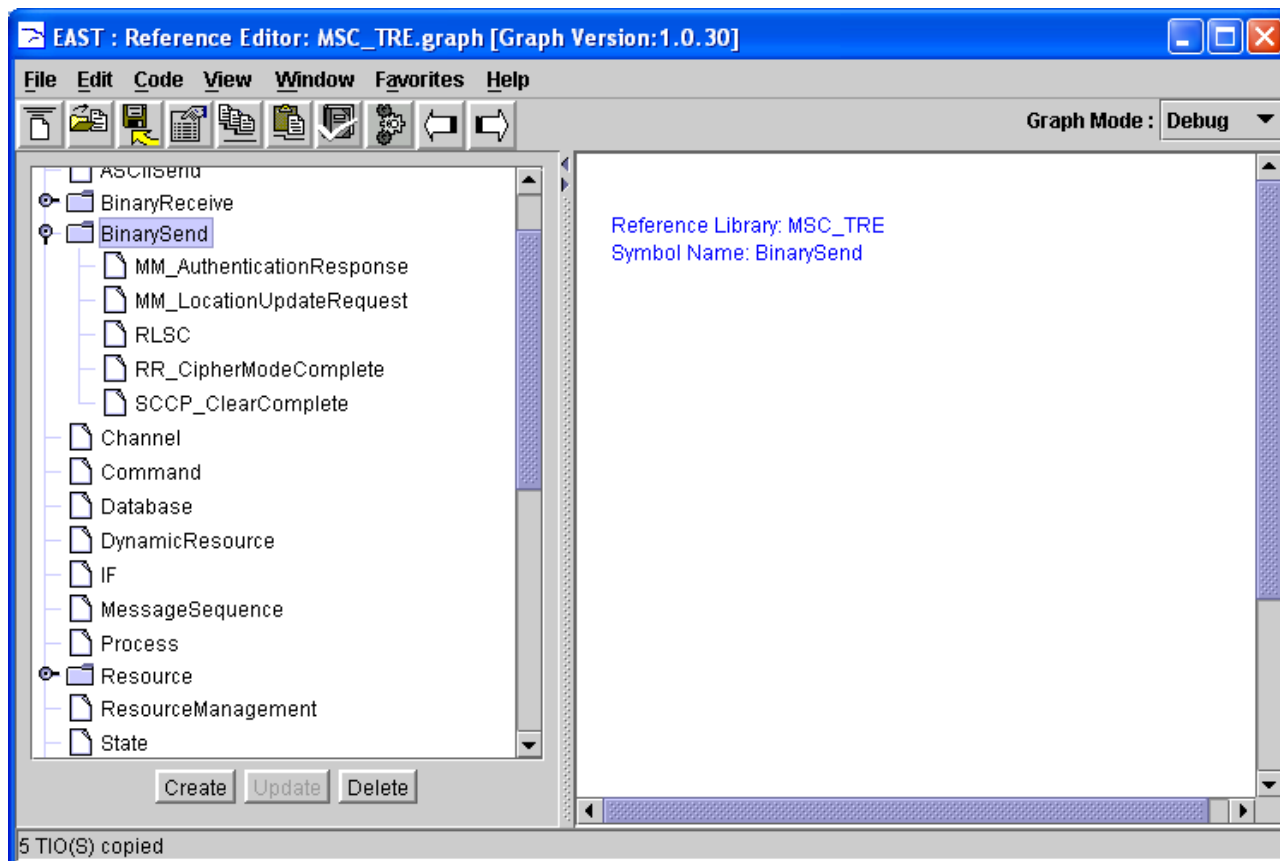 EAST : Reference Editor: MSC_TRE.graph [Graph Version:1.0.30]
File Edit Code View Window Favorites Help
Graph Mode : Debug
ASCIISend
BinaryReceive
BinarySend
MM_AuthenticationResponse
MM_LocationUpdateRequest
RLSC
RR_CipherModeComplete
SCCP_ClearComplete
Channel
Command
Database
DynamicResource
IF
MessageSequence
Process
Resource
ResourceManagement
State
Create Update Delete
Reference Library: MSC_TRE
Symbol Name: BinarySend
5 TIO(S) copied